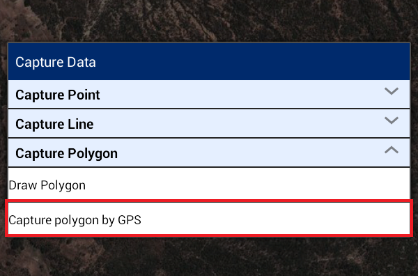 Capture Data
Capture Point
Capture Line
Capture Polygon
Draw Polygon
Capture polygon by GPS